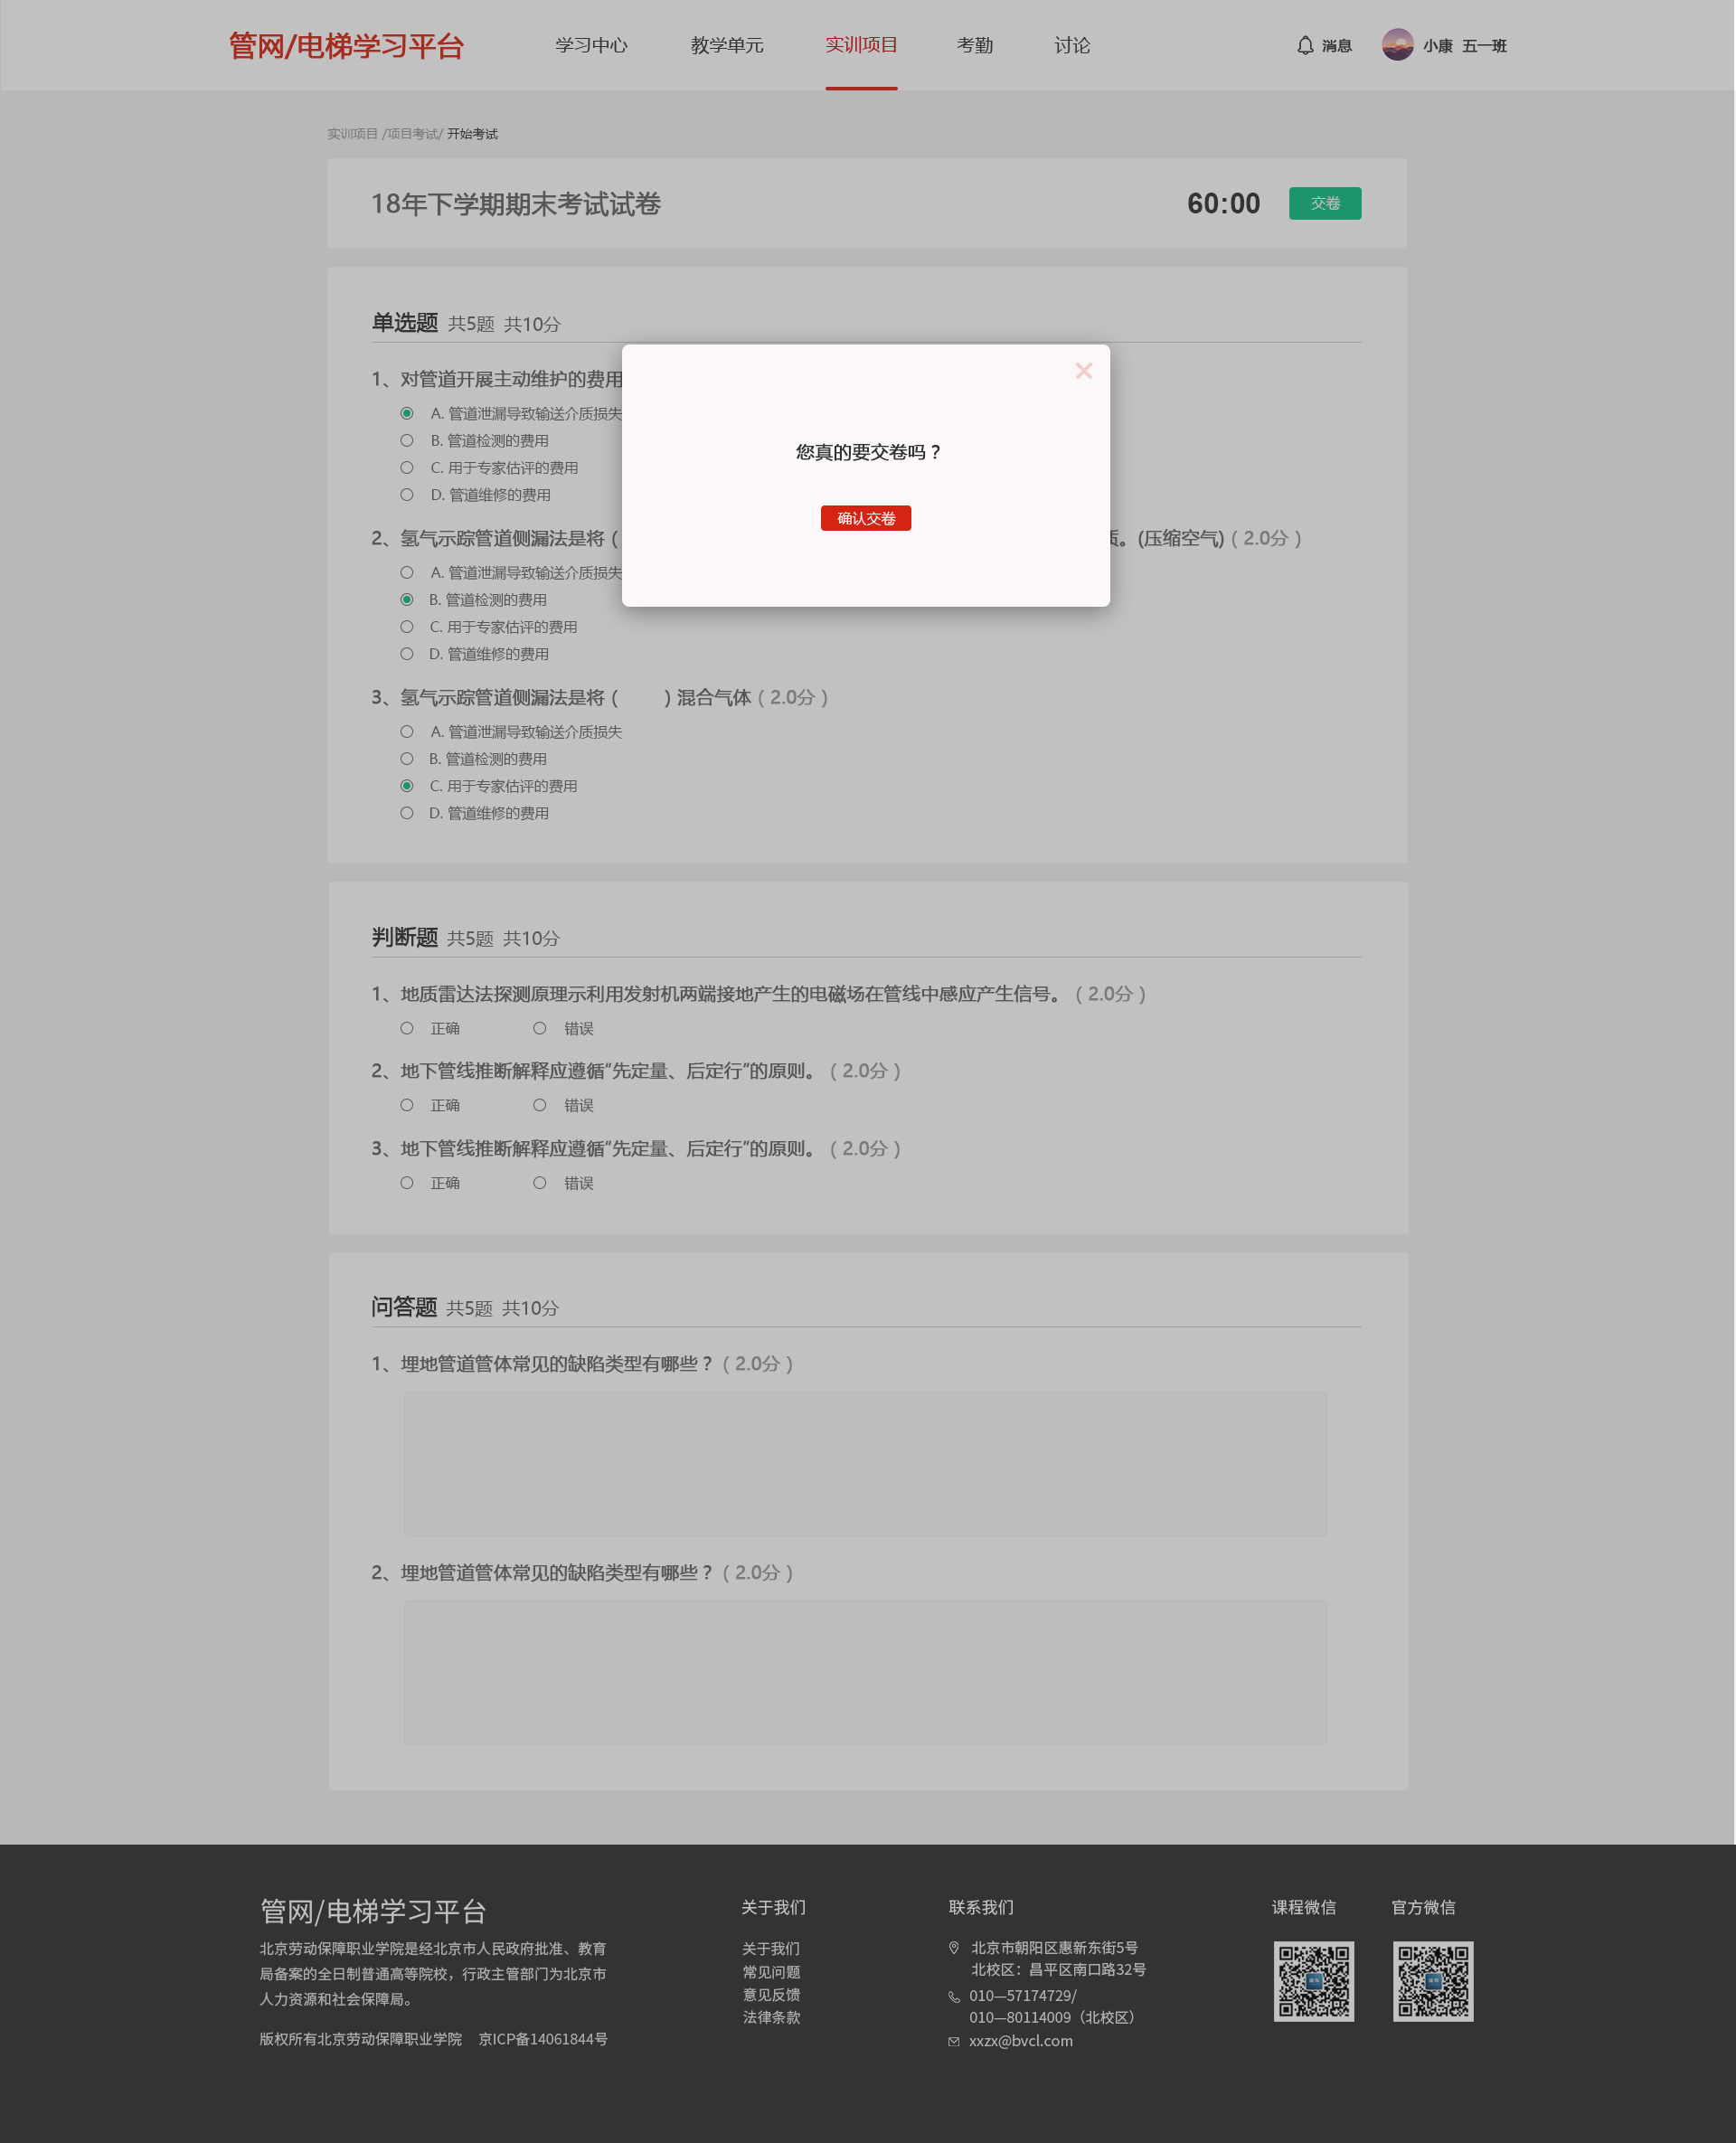 管网/电梯学习平台 学习中心 教学单元 实训项目 考勤 讨论 消息 小康 五一班
实训项目 /项目考试/ 开始考试
18年下学期期末考试试卷 60:00 交卷
单选题 共5题 共10分
1、对管道开展主动维护的费用
A. 管道泄漏导致输送介质损失
B. 管道检测的费用
C. 用于专家估评的费用
D. 管道维修的费用
您真的要交卷吗？
确认交卷
2、氢气示踪管道侧漏法是将（ 质。(压缩空气)（ 2.0分 ）
A. 管道泄漏导致输送介质损失
B. 管道检测的费用
C. 用于专家估评的费用
D. 管道维修的费用
3、氢气示踪管道侧漏法是将（ ）混合气体（ 2.0分 ）
A. 管道泄漏导致输送介质损失
B. 管道检测的费用
C. 用于专家估评的费用
D. 管道维修的费用
判断题 共5题 共10分
1、地质雷达法探测原理示利用发射机两端接地产生的电磁场在管线中感应产生信号。（ 2.0分 ）
正确 错误
2、地下管线推断解释应遵循“先定量、后定行”的原则。（ 2.0分 ）
正确 错误
3、地下管线推断解释应遵循“先定量、后定行”的原则。（ 2.0分 ）
正确 错误
问答题 共5题 共10分
1、埋地管道管体常见的缺陷类型有哪些？（ 2.0分 ）
2、埋地管道管体常见的缺陷类型有哪些？（ 2.0分 ）
管网/电梯学习平台
北京劳动保障职业学院是经北京市人民政府批准、教育
局备案的全日制普通高等院校，行政主管部门为北京市
人力资源和社会保障局。
版权所有北京劳动保障职业学院 京ICP备14061844号
关于我们
关于我们
常见问题
意见反馈
法律条款
联系我们
北京市朝阳区惠新东街5号
北校区：昌平区南口路32号
010—57174729/
010—80114009（北校区）
xxzx@bvcl.com
课程微信 官方微信